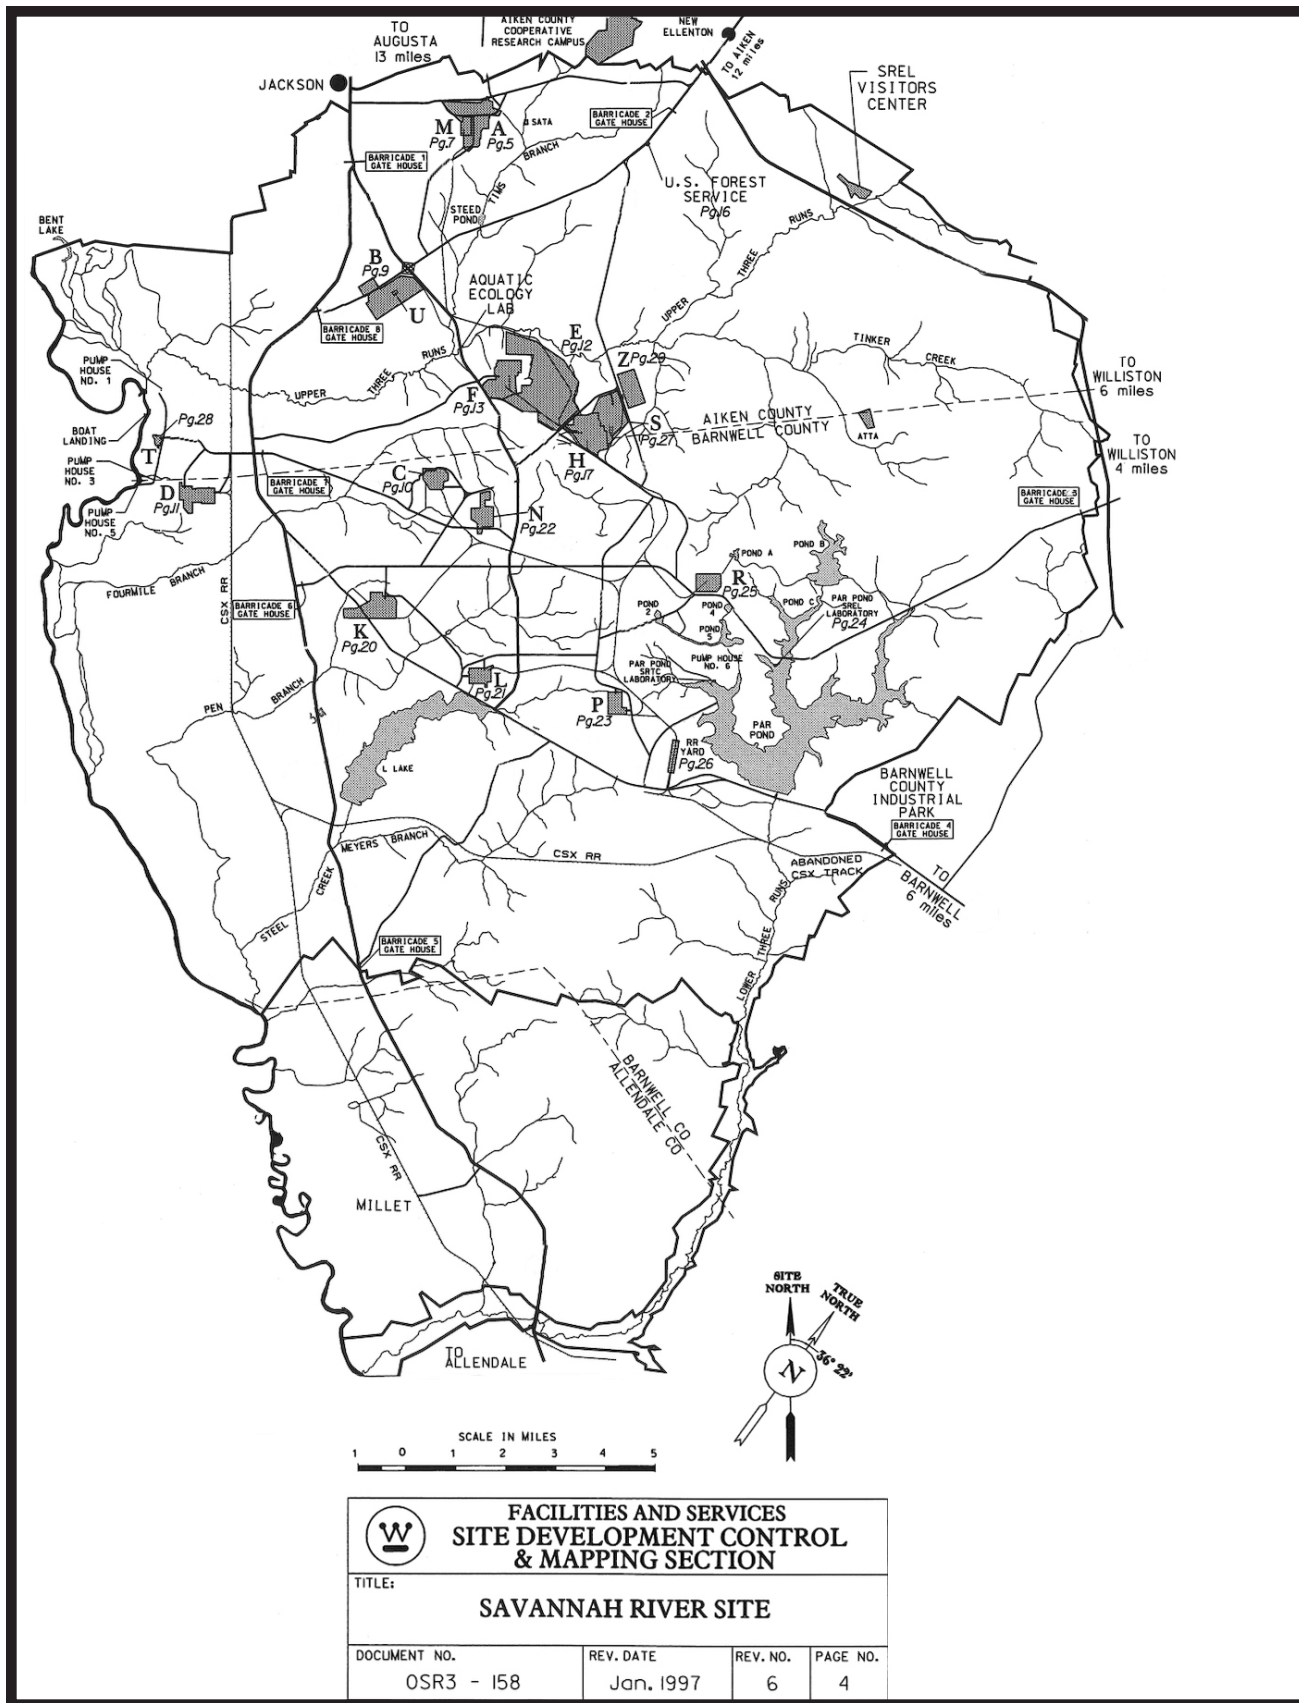 AIKEN COUNTY
COOPERATIVE
RESEARCH CAMPUS
NEW
ELLENTON
TO
AUGUSTA
13 miles
TO AIKEN
12 miles
JACKSON
SREL
VISITORS
CENTER
M
Pg.7
A
Pg.5
SATA
BARRICADE 2
GATE HOUSE
BARRICADE 1
GATE HOUSE
TIMS
BRANCH
STEED
POND
U.S. FOREST
SERVICE
Pg.16
UPPER
THREE
RUNS
BENT
LAKE
B
Pg.9
U
AQUATIC
ECOLOGY
LAB
BARRICADE 8
GATE HOUSE
E
Pg.12
Z
Pg.29
TINKER
CREEK
UPPER
THREE
RUNS
PUMP
HOUSE
NO. 1
TO
WILLISTON
6 miles
F
Pg.13
Pg.28
S
Pg.27
AIKEN COUNTY
BARNWELL COUNTY
ATTA
BOAT
LANDING
T
TO
WILLISTON
4 miles
PUMP
HOUSE
NO. 3
H
Pg.17
C
Pg.10
BARRICADE 7
GATE HOUSE
D
Pg.11
BARRICADE 3
GATE HOUSE
PUMP
HOUSE
NO. 5
N
Pg.22
POND A
POND B
FOURMILE
BRANCH
CSX RR
R
Pg.25
BARRICADE 6
GATE HOUSE
POND
2
POND
4
POND C
PAR POND
SREL
LABORATORY
Pg.24
POND
5
K
Pg.20
PUMP HOUSE
NO. 6
PAR POND
SRTC
LABORATORY
L
Pg.21
PEN
BRANCH
P
Pg.23
PAR
POND
RR
YARD
Pg.26
L LAKE
BARNWELL
COUNTY
INDUSTRIAL
PARK
BARRICADE 4
GATE HOUSE
MEYERS
BRANCH
CSX RR
ABANDONED
CSX TRACK
TO
BARNWELL
6 miles
STEEL
CREEK
LOWER
THREE
RUNS
BARRICADE 5
GATE HOUSE
BARNWELL CO
ALLENDALE CO
CSX RR
MILLET
TO
ALLENDALE
SITE
NORTH
TRUE
NORTH
36° 22'
N
SCALE IN MILES
1 0 1 2 3 4 5
W
FACILITIES AND SERVICES
SITE DEVELOPMENT CONTROL
& MAPPING SECTION
TITLE:
SAVANNAH RIVER SITE
DOCUMENT NO.
OSR3 - 158
REV. DATE
Jan. 1997
REV. NO.
6
PAGE NO.
4